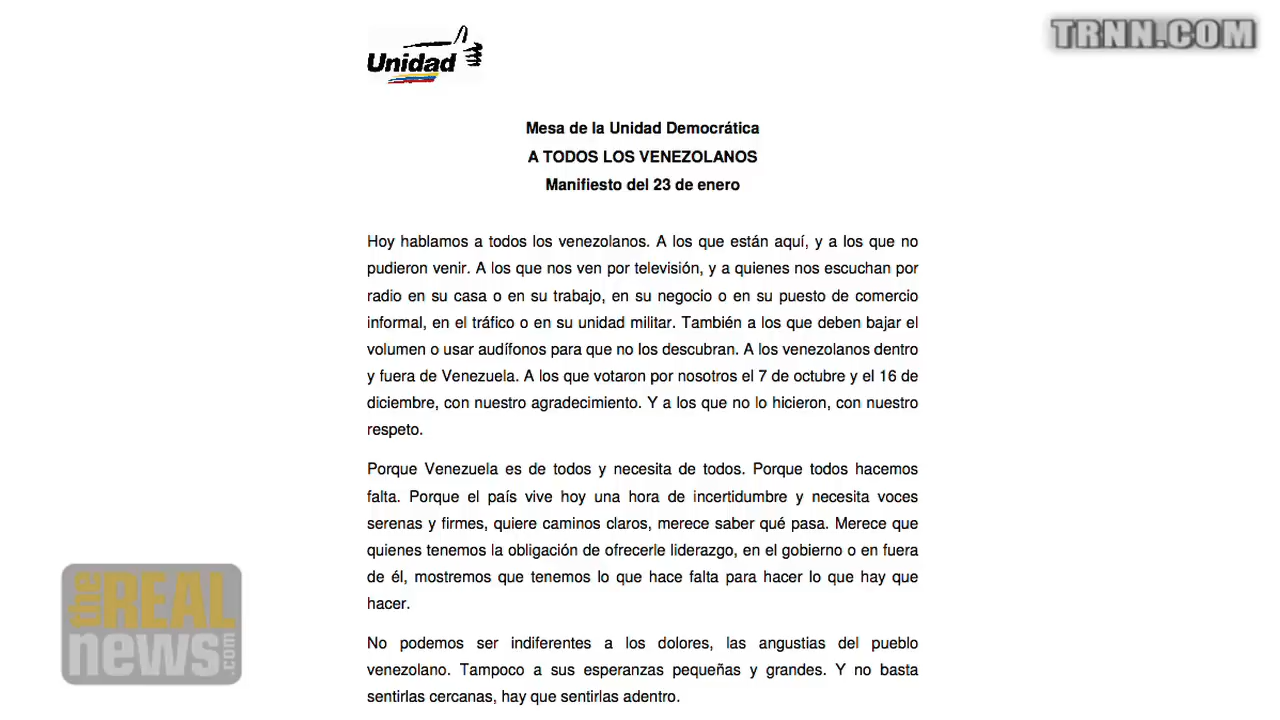 Unidad
TRNN.COM
Mesa de la Unidad Democrática
A TODOS LOS VENEZOLANOS
Manifiesto del 23 de enero
Hoy hablamos a todos los venezolanos. A los que están aquí, y a los que no
pudieron venir. A los que nos ven por televisión, y a quienes nos escuchan por
radio en su casa o en su trabajo, en su negocio o en su puesto de comercio
informal, en el tráfico o en su unidad militar. También a los que deben bajar el
volumen o usar audífonos para que no los descubran. A los venezolanos dentro
y fuera de Venezuela. A los que votaron por nosotros el 7 de octubre y el 16 de
diciembre, con nuestro agradecimiento. Y a los que no lo hicieron, con nuestro
respeto.
Porque Venezuela es de todos y necesita de todos. Porque todos hacemos
falta. Porque el país vive hoy una hora de incertidumbre y necesita voces
serenas y firmes, quiere caminos claros, merece saber qué pasa. Merece que
quienes tenemos la obligación de ofrecerle liderazgo, en el gobierno o en fuera
de él, mostremos que tenemos lo que hace falta para hacer lo que hay que
hacer.
No podemos ser indiferentes a los dolores, las angustias del pueblo
venezolano. Tampoco a sus esperanzas pequeñas y grandes. Y no basta
sentirlas cercanas, hay que sentirlas adentro.
the REAL
news.com